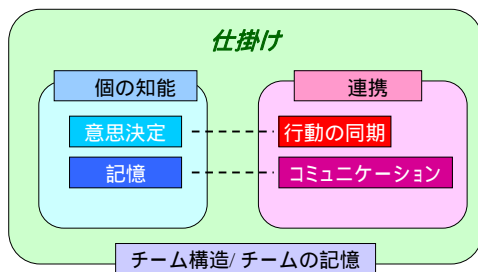 仕掛け
個の知能
連携
意思決定
行動の同期
記憶
コミュニケーション
チーム構造/チームの記憶